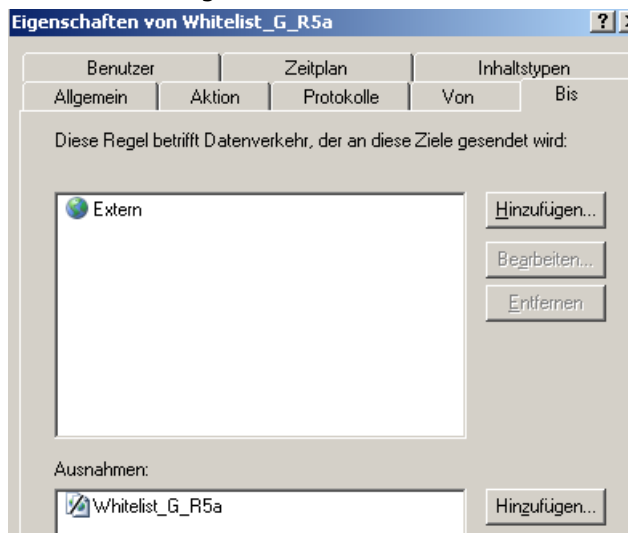 Eigenschaften von Whitelist_G_R5a
Benutzer Zeitplan Inhaltstypen
Allgemein Aktion Protokolle Von Bis
Diese Regel betrifft Datenverkehr, der an diese Ziele gesendet wird:
Extern
Hinzufügen...
Bearbeiten...
Entfernen
Ausnahmen:
Whitelist_G_R5a
Hinzufügen...